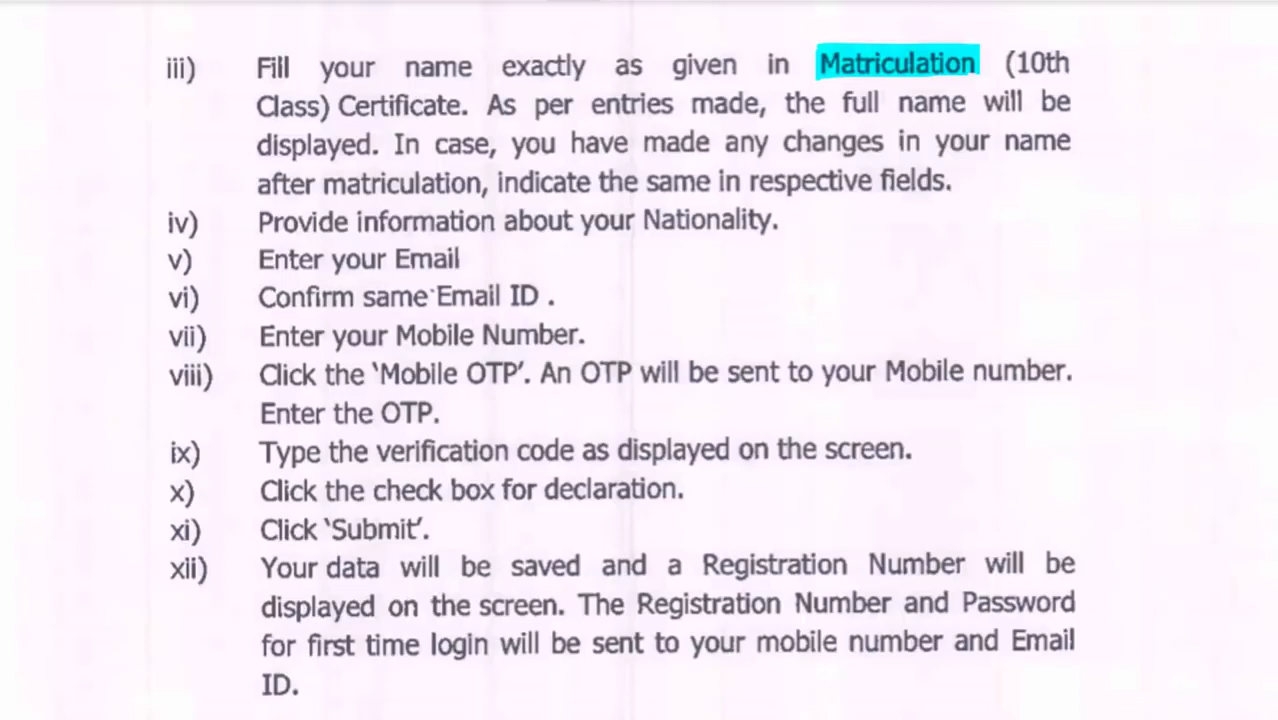 iii) Fill your name exactly as given in Matriculation (10th
Class) Certificate. As per entries made, the full name will be
displayed. In case, you have made any changes in your name
after matriculation, indicate the same in respective fields.
iv) Provide information about your Nationality.
v) Enter your Email
vi) Confirm same Email ID .
vii) Enter your Mobile Number.
viii) Click the ‘Mobile OTP’. An OTP will be sent to your Mobile number.
Enter the OTP.
ix) Type the verification code as displayed on the screen.
x) Click the check box for declaration.
xi) Click ‘Submit’.
xii) Your data will be saved and a Registration Number will be
displayed on the screen. The Registration Number and Password
for first time login will be sent to your mobile number and Email
ID.